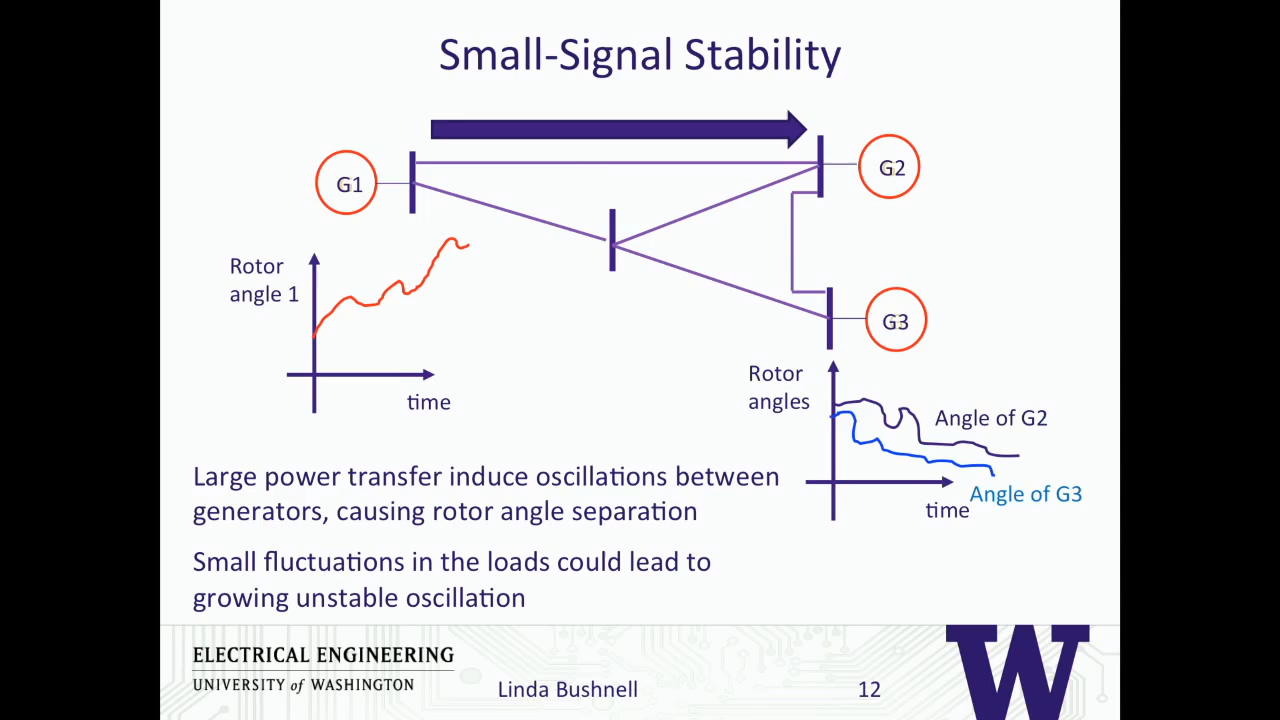 Small-Signal Stability
G1
G2
G3
Rotor
angle 1
time
Rotor
angles
Angle of G2
Angle of G3
time
Large power transfer induce oscillations between
generators, causing rotor angle separation
Small fluctuations in the loads could lead to
growing unstable oscillation
ELECTRICAL ENGINEERING
UNIVERSITY of WASHINGTON
Linda Bushnell
12
W